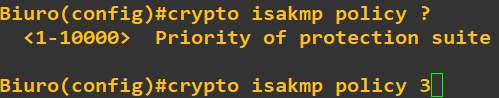 Biuro(config)#crypto isakmp policy ?
<1-10000> Priority of protection suite
Biuro(config)#crypto isakmp policy 3